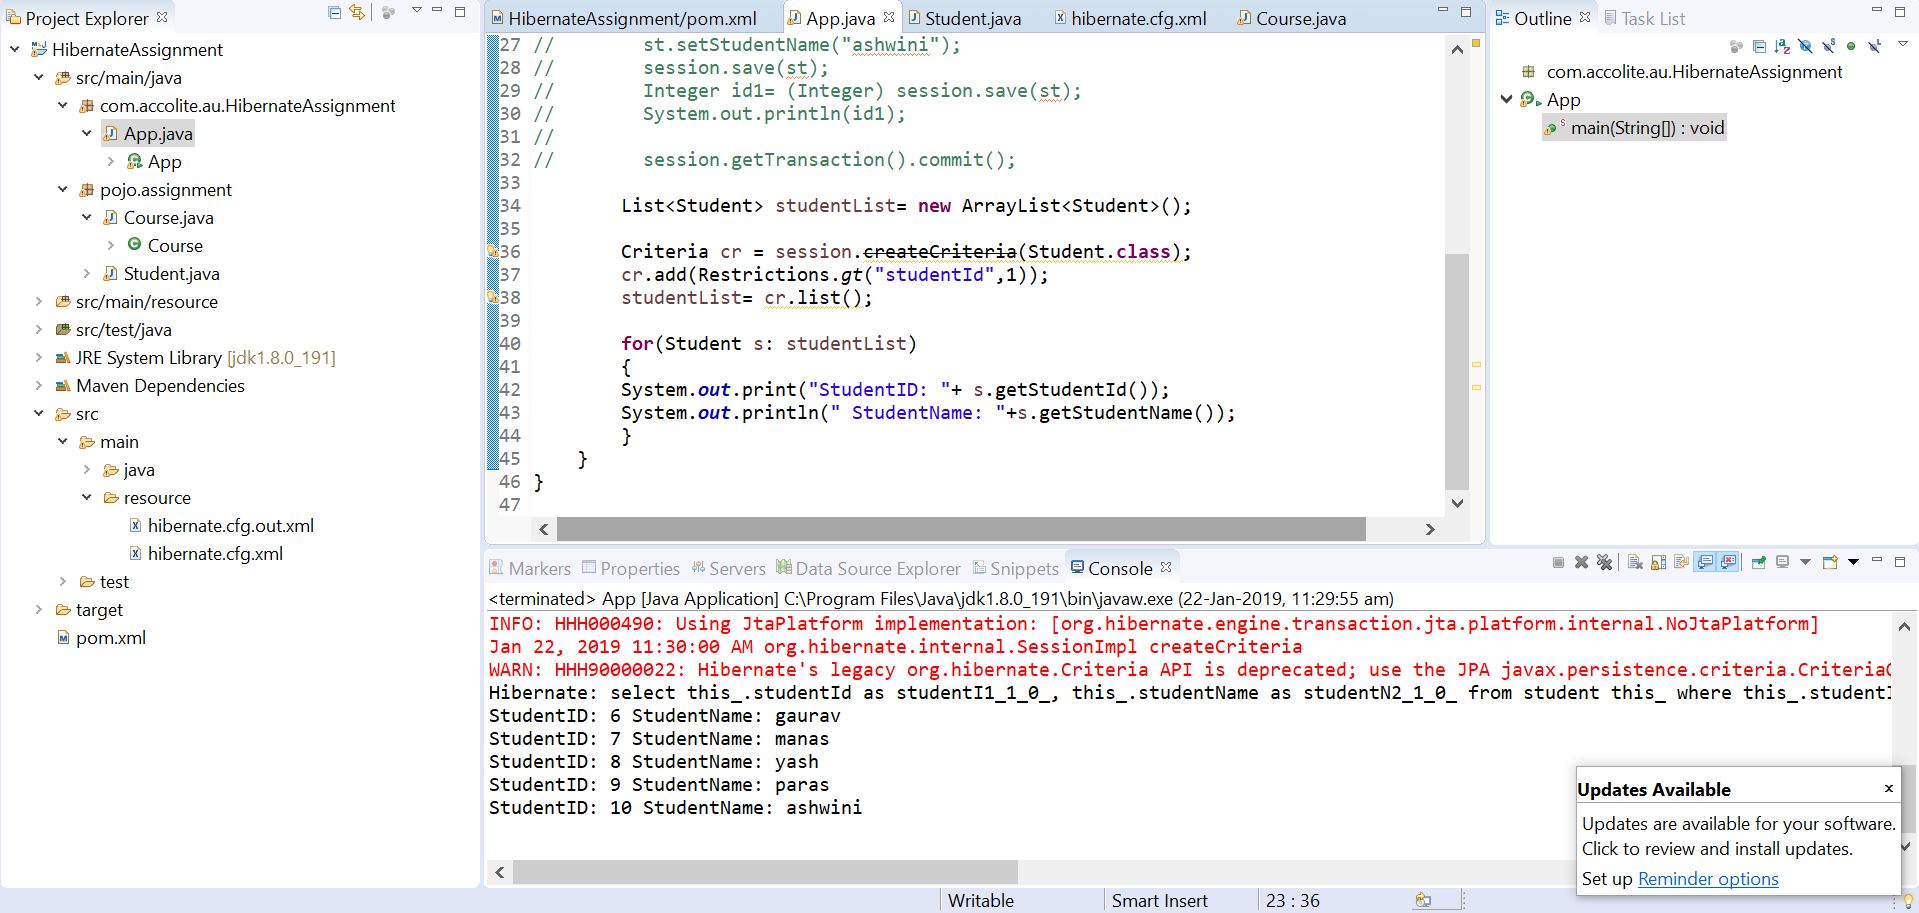 Project Explorer
HibernateAssignment
src/main/java
com.accolite.au.HibernateAssignment
App.java
App
pojo.assignment
Course.java
Course
Student.java
src/main/resource
src/test/java
JRE System Library [jdk1.8.0_191]
Maven Dependencies
src
main
java
resource
hibernate.cfg.out.xml
hibernate.cfg.xml
test
target
pom.xml
HibernateAssignment/pom.xml App.java Student.java hibernate.cfg.xml Course.java
27 // st.setStudentName("ashwini");
28 // session.save(st);
29 // Integer id1= (Integer) session.save(st);
30 // System.out.println(id1);
31 //
32 // session.getTransaction().commit();
33
34 List<Student> studentList= new ArrayList<Student>();
35
36 Criteria cr = session.createCriteria(Student.class);
37 cr.add(Restrictions.gt("studentId",1));
38 studentList= cr.list();
39
40 for(Student s: studentList)
41 {
42 System.out.print("StudentID: "+ s.getStudentId());
43 System.out.println(" StudentName: "+s.getStudentName());
44 }
45 }
46 }
47
Outline Task List
com.accolite.au.HibernateAssignment
App
main(String[]) : void
Markers Properties Servers Data Source Explorer Snippets Console
<terminated> App [Java Application] C:\Program Files\Java\jdk1.8.0_191\bin\javaw.exe (22-Jan-2019, 11:29:55 am)
INFO: HHH000490: Using JtaPlatform implementation: [org.hibernate.engine.transaction.jta.platform.internal.NoJtaPlatform]
Jan 22, 2019 11:30:00 AM org.hibernate.internal.SessionImpl createCriteria
WARN: HHH90000022: Hibernate's legacy org.hibernate.Criteria API is deprecated; use the JPA javax.persistence.criteria.Criteria
Hibernate: select this_.studentId as studentI1_1_0_, this_.studentName as studentN2_1_0_ from student this_ where this_.student
StudentID: 6 StudentName: gaurav
StudentID: 7 StudentName: manas
StudentID: 8 StudentName: yash
StudentID: 9 StudentName: paras
StudentID: 10 StudentName: ashwini
Updates Available
Updates are available for your software.
Click to review and install updates.
Set up Reminder options
Writable Smart Insert 23 : 36